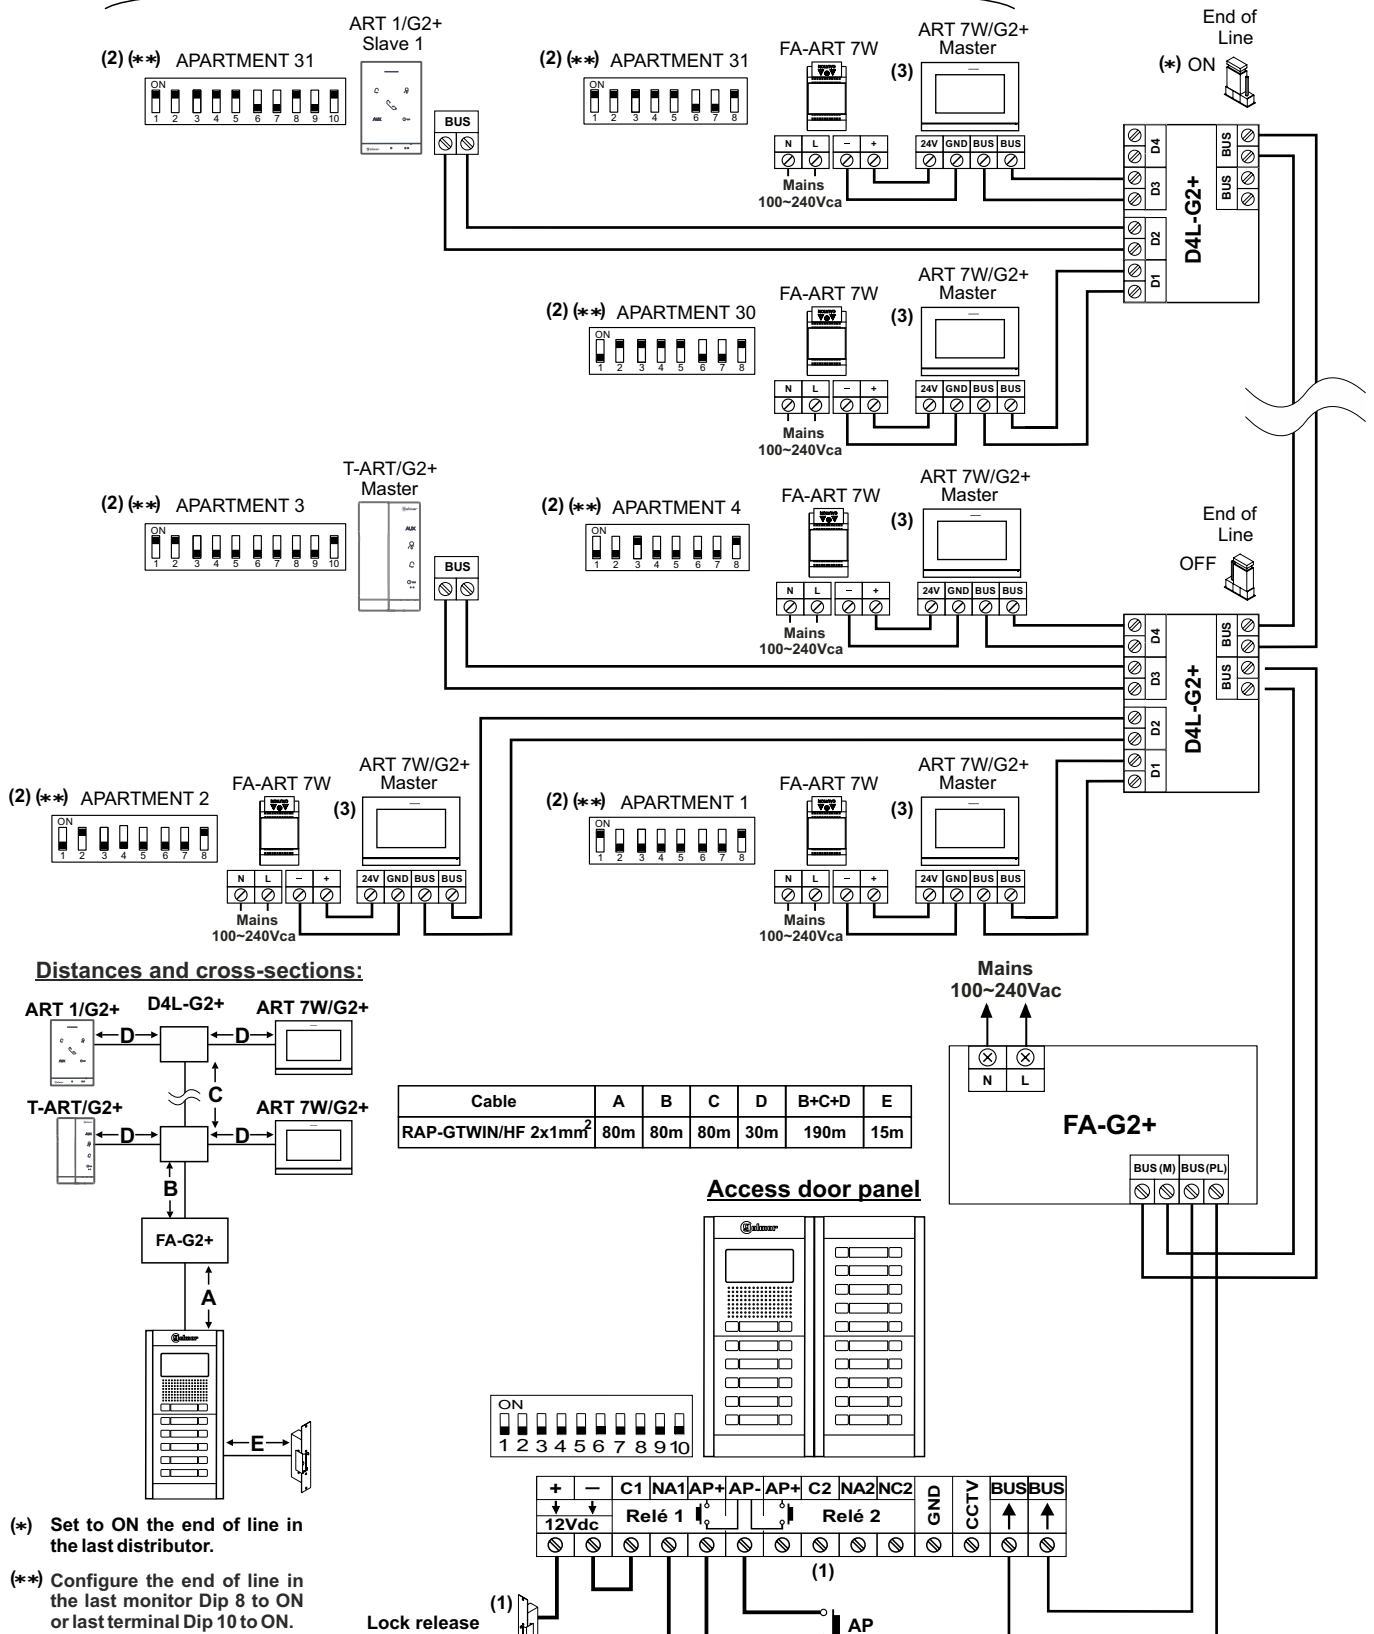 ART 1/G2+
Slave 1
(2) (**) APARTMENT 31
ON
1 2 3 4 5 6 7 8 9 10
AUX
BUS
(2) (**) APARTMENT 31
ON
1 2 3 4 5 6 7 8
FA-ART 7W
ART 7W/G2+
Master
(3)
N L – +
24V GND BUS BUS
Mains
100~240Vca
End of
Line
(*) ON
D4
D3
D2
D1
BUS
BUS
D4L-G2+
(2) (**) APARTMENT 30
ON
1 2 3 4 5 6 7 8
FA-ART 7W
ART 7W/G2+
Master
(3)
N L – +
24V GND BUS BUS
Mains
100~240Vca
T-ART/G2+
Master
(2) (**) APARTMENT 3
ON
1 2 3 4 5 6 7 8 9 10
AUX
BUS
(2) (**) APARTMENT 4
ON
1 2 3 4 5 6 7 8
FA-ART 7W
ART 7W/G2+
Master
(3)
N L – +
24V GND BUS BUS
Mains
100~240Vca
End of
Line
OFF
D4
D3
D2
D1
BUS
BUS
D4L-G2+
(2) (**) APARTMENT 2
ON
1 2 3 4 5 6 7 8
FA-ART 7W
ART 7W/G2+
Master
(3)
N L – +
24V GND BUS BUS
Mains
100~240Vca
(2) (**) APARTMENT 1
ON
1 2 3 4 5 6 7 8
FA-ART 7W
ART 7W/G2+
Master
(3)
N L – +
24V GND BUS BUS
Mains
100~240Vca
Distances and cross-sections:
ART 1/G2+ D4L-G2+ ART 7W/G2+
D D
C
T-ART/G2+ ART 7W/G2+
D D
B
FA-G2+
A
Golmar
E
Cable A B C D B+C+D E
RAP-GTWIN/HF 2x1mm² 80m 80m 80m 30m 190m 15m
Mains
100~240Vac
N L
FA-G2+
BUS (M) BUS (PL)
Access door panel
Golmar
ON
1 2 3 4 5 6 7 8 9 10
+ – C1 NA1 AP+ AP- AP+ C2 NA2 NC2 GND CCTV BUS BUS
12Vdc Relé 1 Relé 2
(1)
(1)
Lock release
AP
(*) Set to ON the end of line in
the last distributor.
(**) Configure the end of line in
the last monitor Dip 8 to ON
or last terminal Dip 10 to ON.